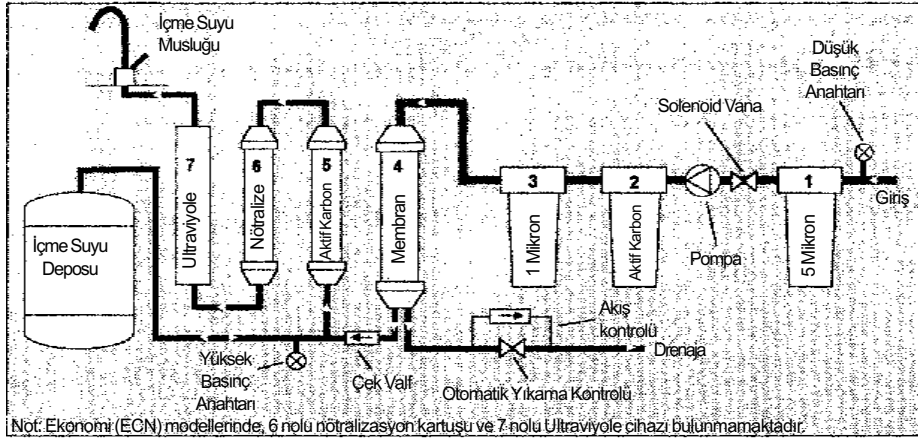 İçme Suyu
Musluğu
Düşük
Basınç
Anahtarı
Solenoid Vana
7
Ultraviyole
6
Nötralize
5
Aktif Karbon
4
Membran
3
1 Mikron
2
Aktif Karbon
1
5 Mikron
Giriş
Pompa
İçme Suyu
Deposu
Akış
kontrolü
Drenaja
Yüksek
Basınç
Anahtarı
Çek Valf
Otomatik Yıkama Kontrolü
Not: Ekonomi (ECN) modellerinde, 6 nolu nötralizasyon kartuşu ve 7 nolu Ultraviyole cihazı bulunmamaktadır.